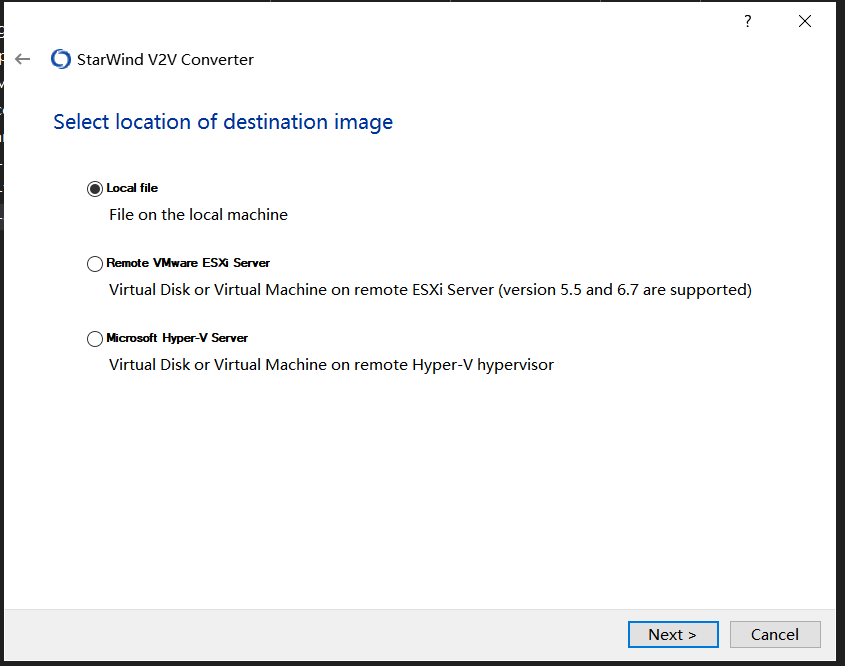 ?
StarWind V2V Converter
Select location of destination image
Local file
File on the local machine
Remote VMware ESXi Server
Virtual Disk or Virtual Machine on remote ESXi Server (version 5.5 and 6.7 are supported)
Microsoft Hyper-V Server
Virtual Disk or Virtual Machine on remote Hyper-V hypervisor
Next >
Cancel